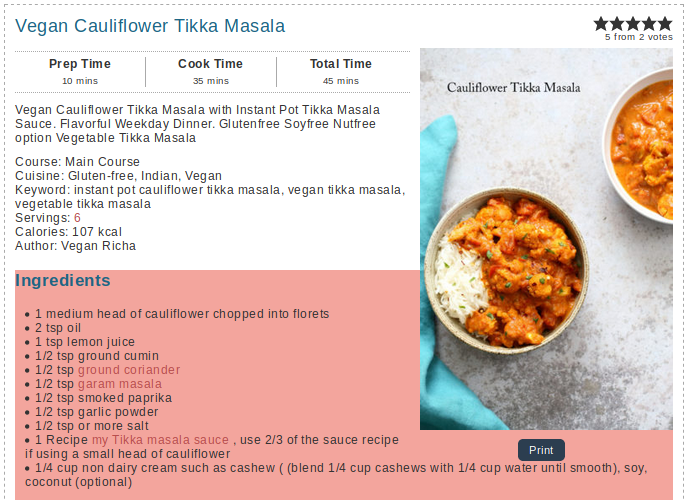 Vegan Cauliflower Tikka Masala
5 from 2 votes
Prep Time Cook Time Total Time
10 mins 35 mins 45 mins
Cauliflower Tikka Masala
Vegan Cauliflower Tikka Masala with Instant Pot Tikka Masala
Sauce. Flavorful Weekday Dinner. Glutenfree Soyfree Nutfree
option Vegetable Tikka Masala
Course: Main Course
Cuisine: Gluten-free, Indian, Vegan
Keyword: instant pot cauliflower tikka masala, vegan tikka masala,
vegetable tikka masala
Servings: 6
Calories: 107 kcal
Author: Vegan Richa
Ingredients
• 1 medium head of cauliflower chopped into florets
• 2 tsp oil
• 1 tsp lemon juice
• 1/2 tsp ground cumin
• 1/2 tsp ground coriander
• 1/2 tsp garam masala
• 1/2 tsp smoked paprika
• 1/2 tsp garlic powder
• 1/2 tsp or more salt
• 1 Recipe my Tikka masala sauce , use 2/3 of the sauce recipe
if using a small head of cauliflower
Print
• 1/4 cup non dairy cream such as cashew ( (blend 1/4 cup cashews with 1/4 cup water until smooth), soy,
coconut (optional)